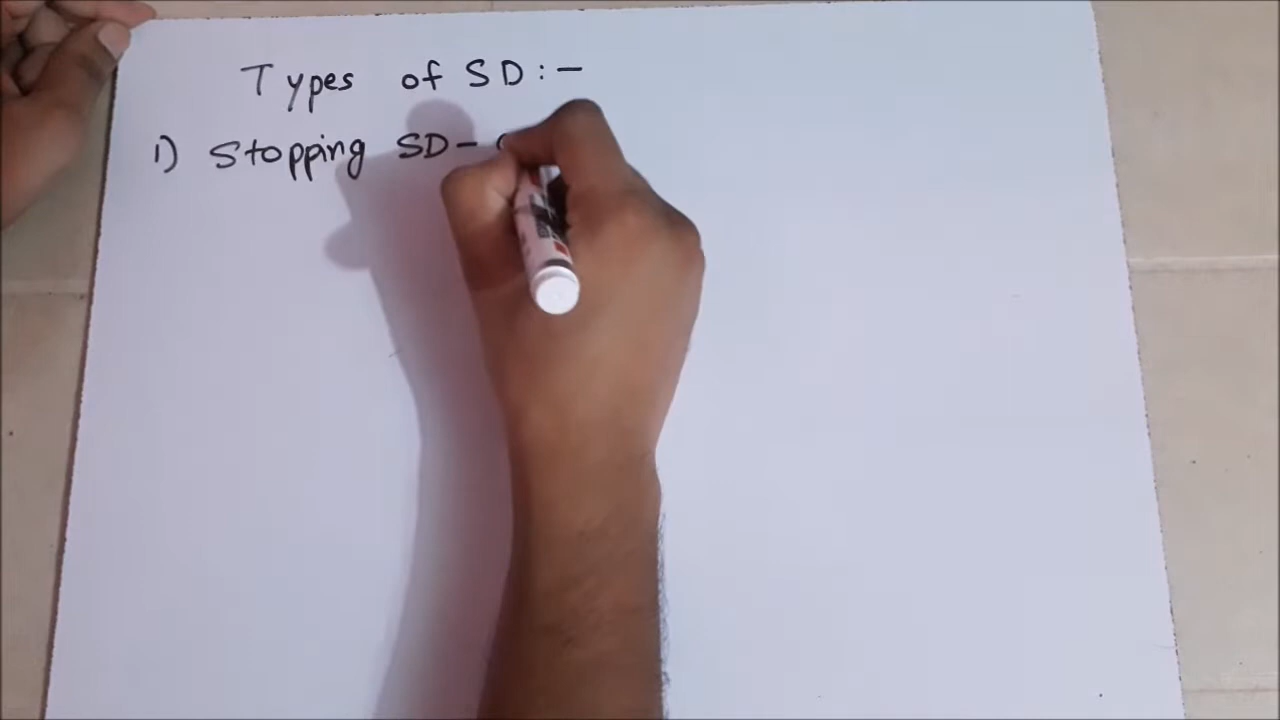 Types of SD:-
1) Stopping SD-